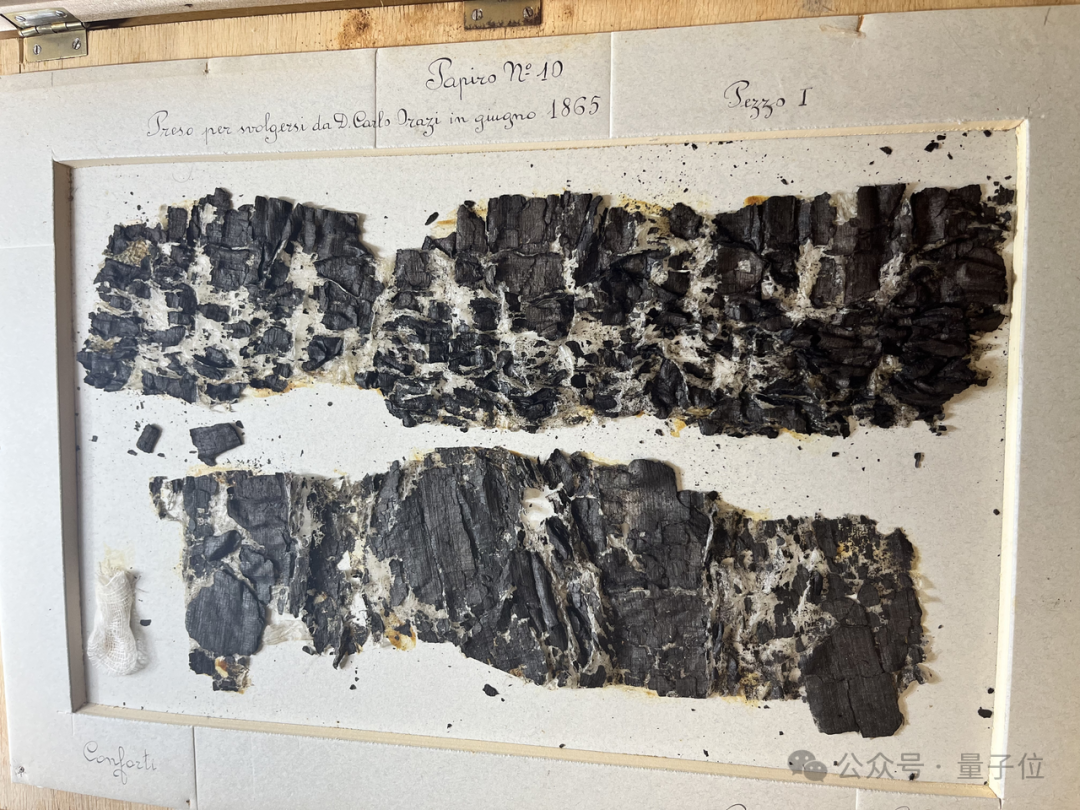 Papiro Nº 10
Preso per svolgersi da D. Carlo Orazi in giugno 1865
Pezzo I
Conforti
公众号 · 量子位